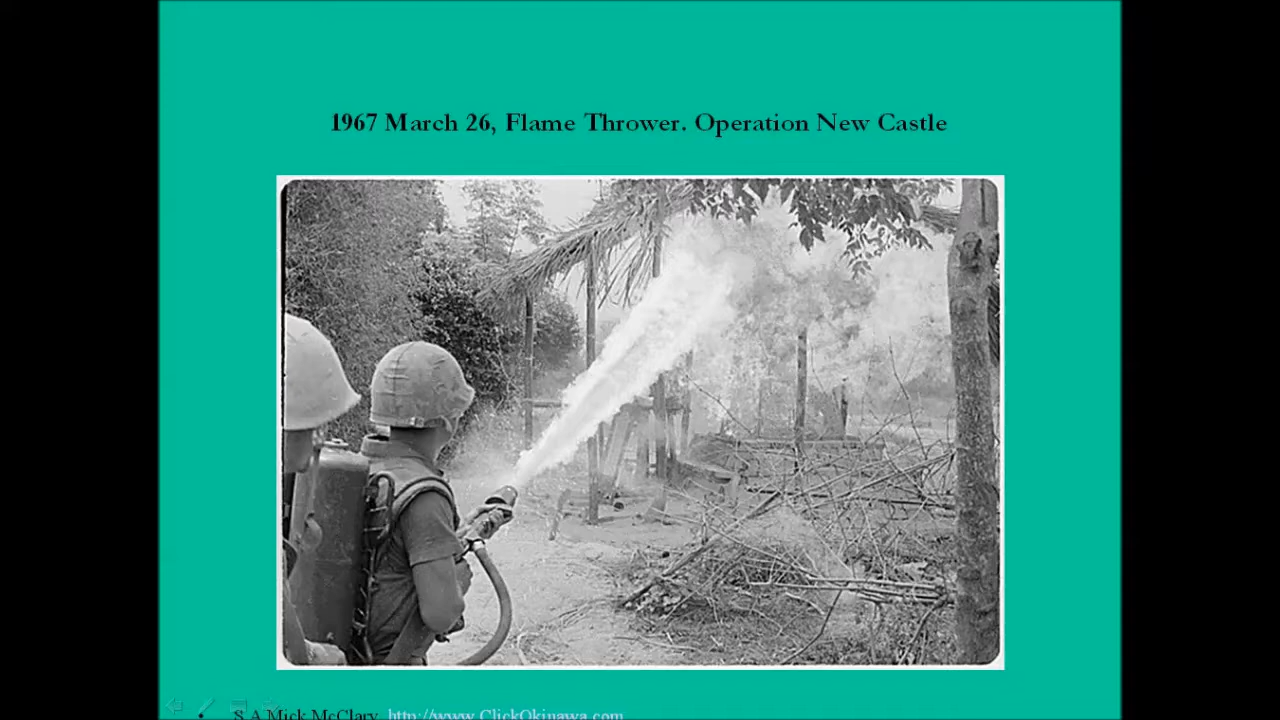 1967 March 26, Flame Thrower. Operation New Castle
• S.A Mick McClary http://www.ClickOkinawa.com